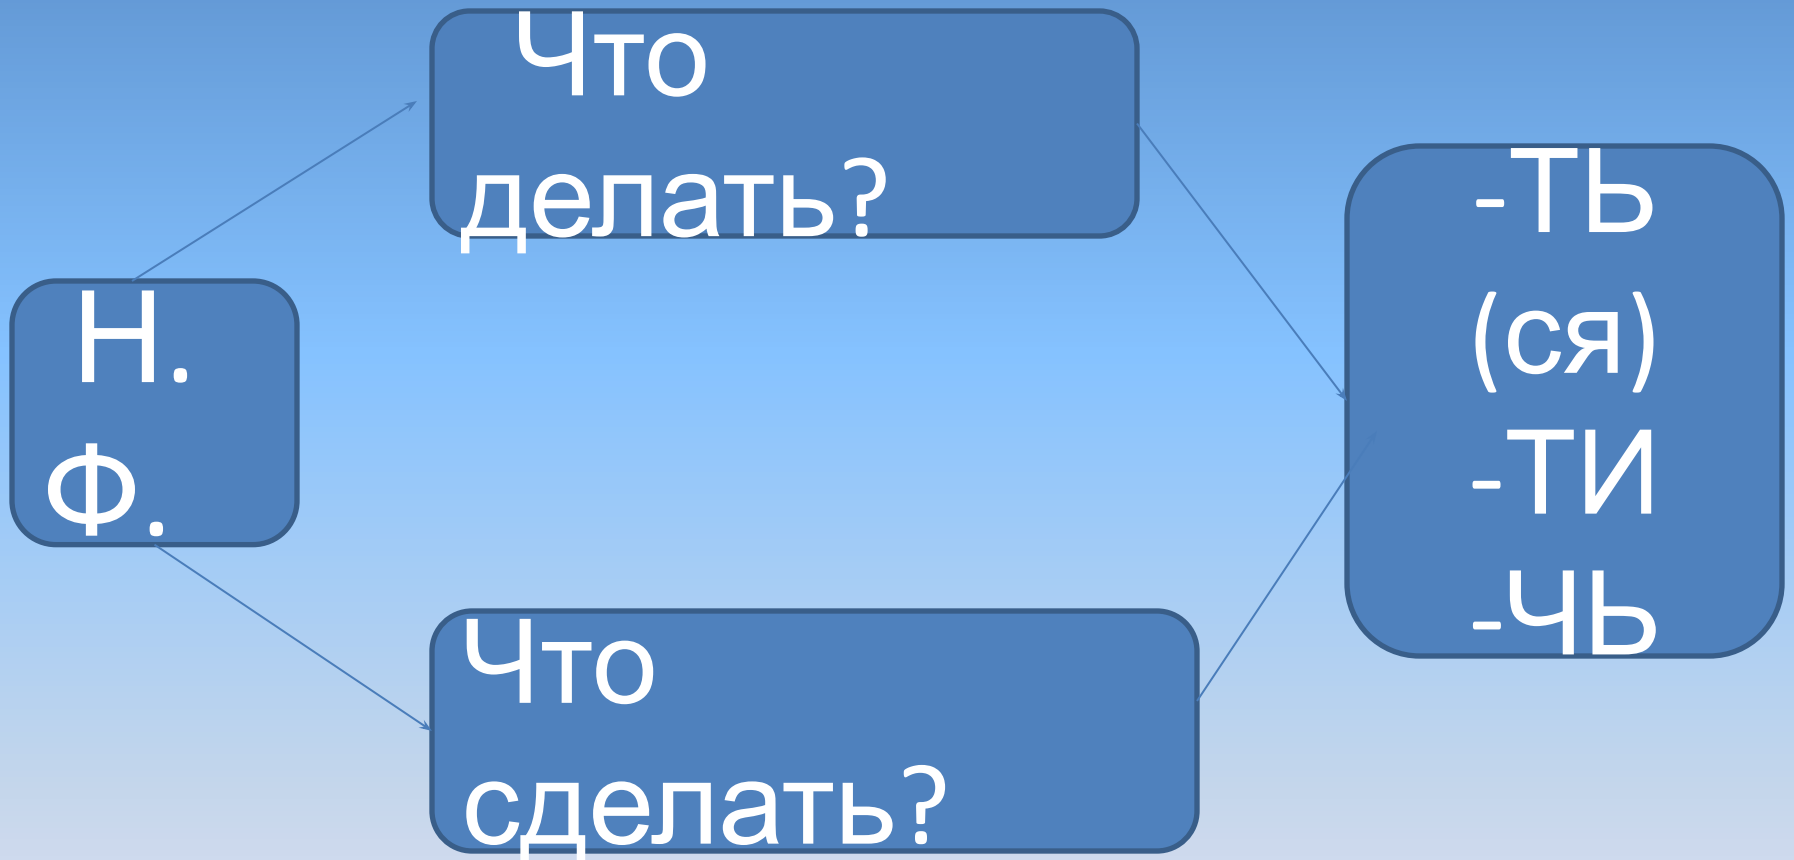 Что
делать?
Н.
Ф.
-ТЬ
(ся)
-ТИ
-ЧЬ
Что
сделать?